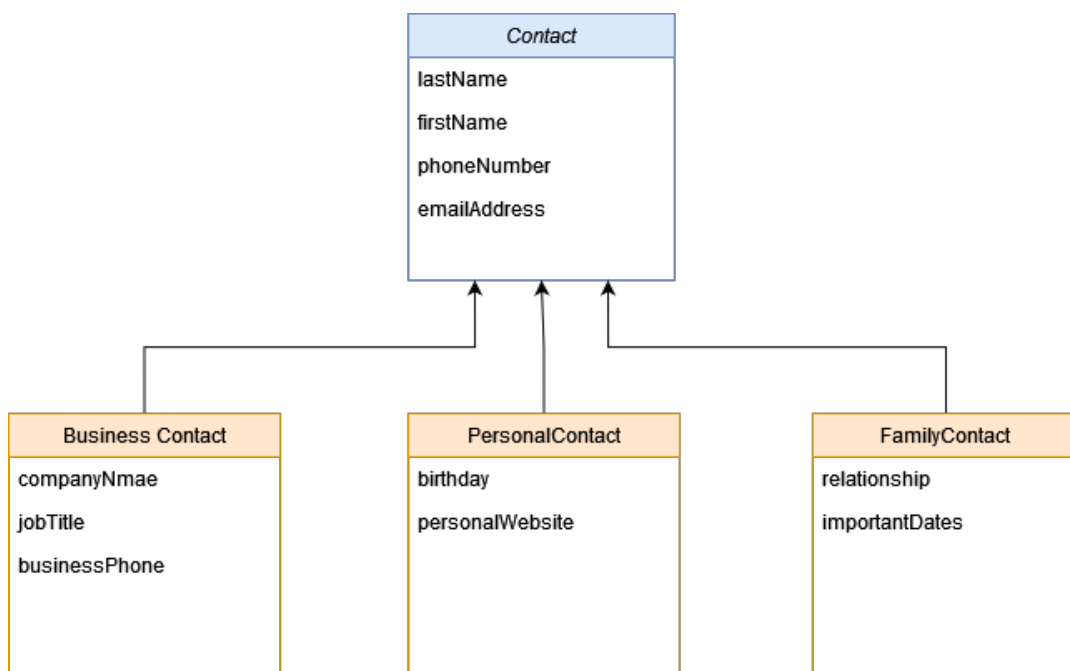 Contact
lastName
firstName
phoneNumber
emailAddress
Business Contact
companyNmae
jobTitle
businessPhone
PersonalContact
birthday
personalWebsite
FamilyContact
relationship
importantDates